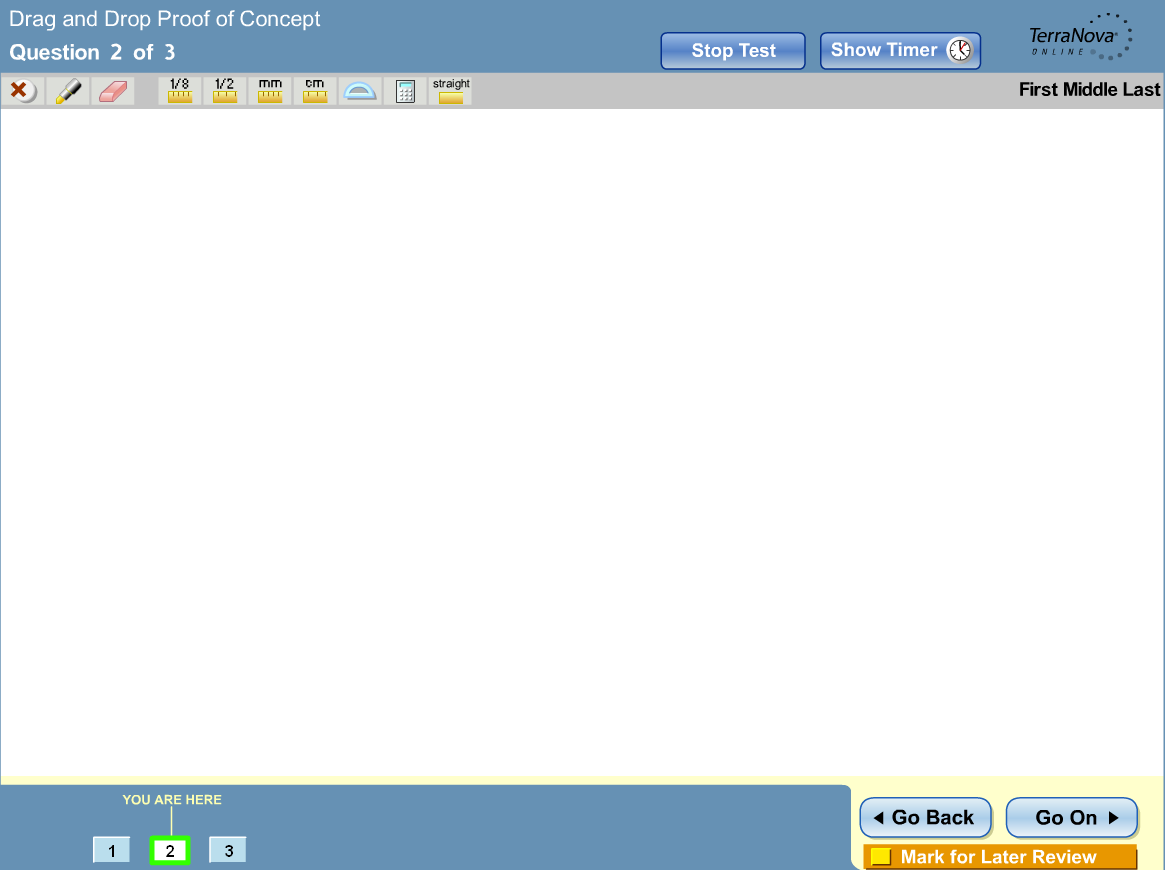 Drag and Drop Proof of Concept
Question 2 of 3
Stop Test
Show Timer
TerraNova
ONLINE
1/8
1/2
mm
cm
straight
First Middle Last
YOU ARE HERE
1
2
3
Go Back
Go On
Mark for Later Review